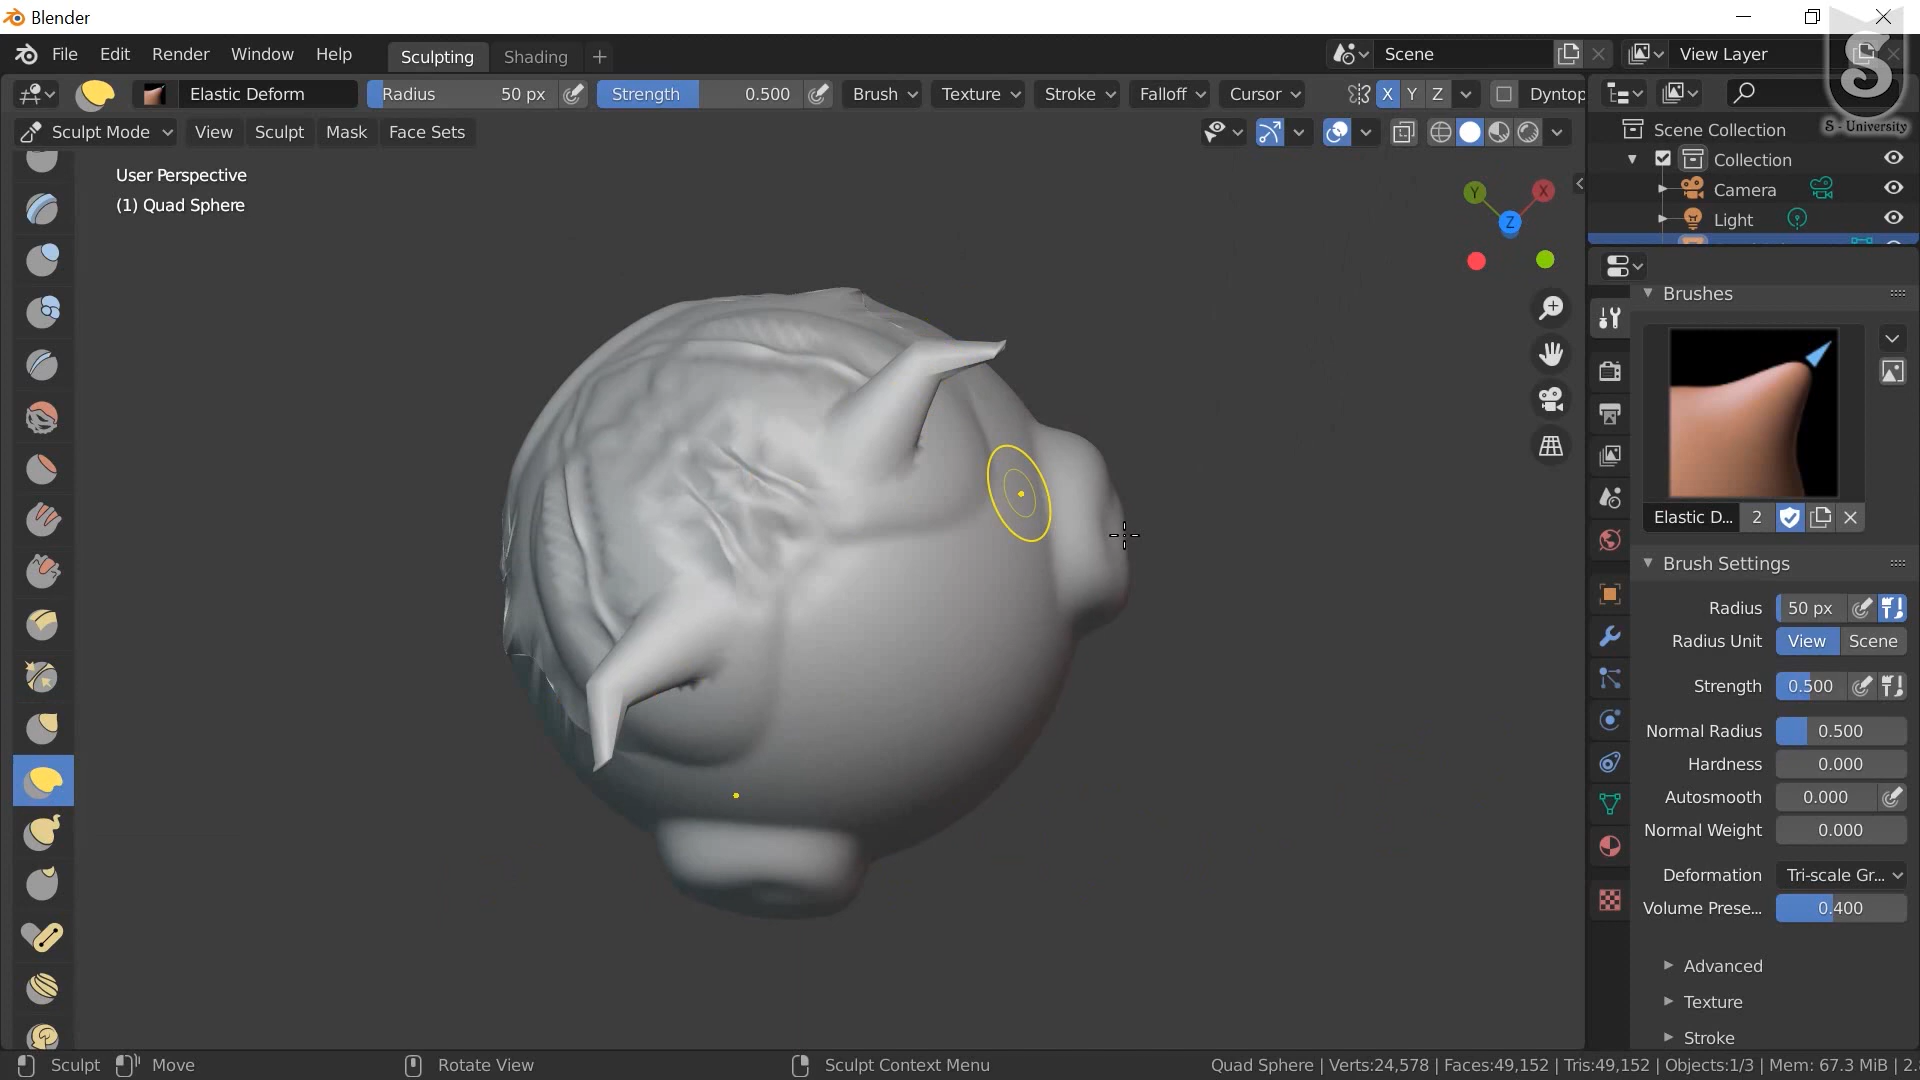 Blender
File Edit Render Window Help Sculpting Shading + Scene View Layer
Elastic Deform Radius 50 px Strength 0.500 Brush Texture Stroke Falloff Cursor X Y Z Dyntop
Sculpt Mode View Sculpt Mask Face Sets
S
S - University
User Perspective
(1) Quad Sphere
Y X Z
Scene Collection
Collection
Camera
Light
Brushes
Elastic D... 2
Brush Settings
Radius 50 px
Radius Unit View Scene
Strength 0.500
Normal Radius 0.500
Hardness 0.000
Autosmooth 0.000
Normal Weight 0.000
Deformation Tri-scale Gr...
Volume Prese... 0.400
Advanced
Texture
Stroke
Sculpt Move Rotate View Sculpt Context Menu Quad Sphere | Verts:24,578 | Faces:49,152 | Tris:49,152 | Objects:1/3 | Mem: 67.3 MiB | 2.